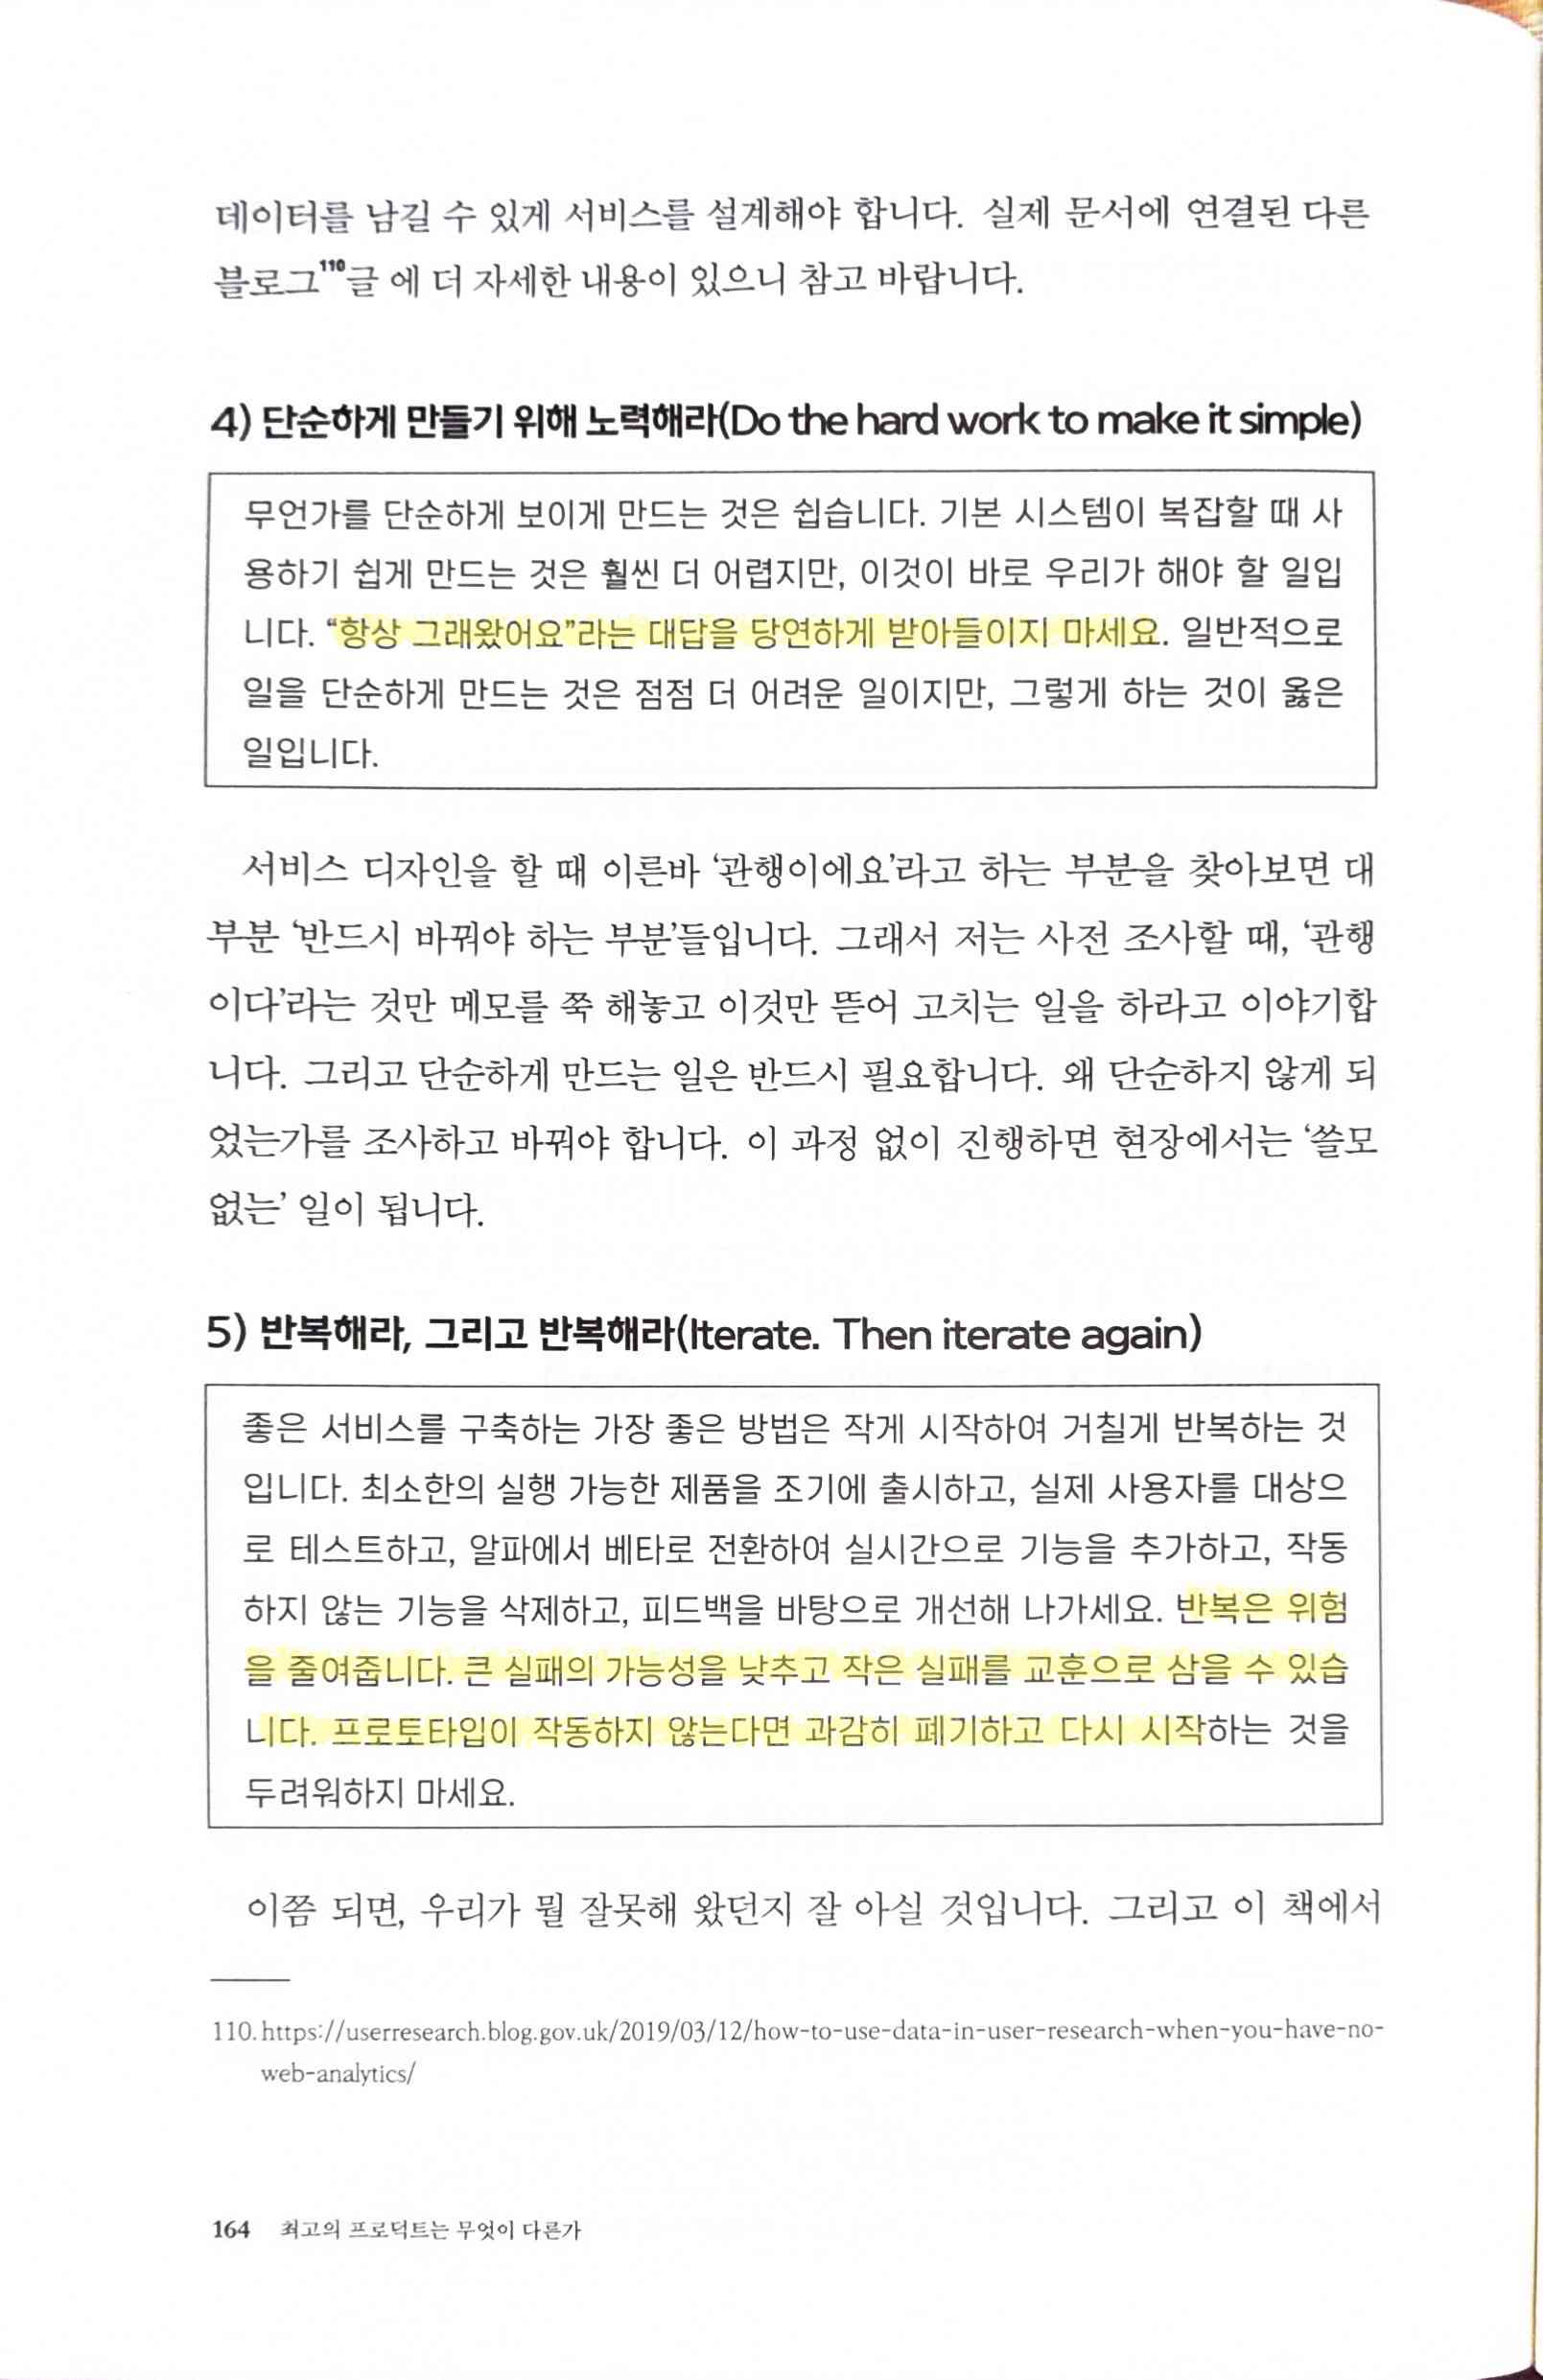 데이터를 남길 수 있게 서비스를 설계해야 합니다. 실제 문서에 연결된 다른
블로그110글 에 더 자세한 내용이 있으니 참고 바랍니다.
4) 단순하게 만들기 위해 노력해라(Do the hard work to make it simple)
무언가를 단순하게 보이게 만드는 것은 쉽습니다. 기본 시스템이 복잡할 때 사
용하기 쉽게 만드는 것은 훨씬 더 어렵지만, 이것이 바로 우리가 해야 할 일입
니다. “항상 그래왔어요”라는 대답을 당연하게 받아들이지 마세요. 일반적으로
일을 단순하게 만드는 것은 점점 더 어려운 일이지만, 그렇게 하는 것이 옳은
일입니다.
서비스 디자인을 할 때 이른바 ‘관행이에요’라고 하는 부분을 찾아보면 대
부분 ‘반드시 바꿔야 하는 부분’들입니다. 그래서 저는 사전 조사할 때, ‘관행
이다’라는 것만 메모를 쭉 해놓고 이것만 뜯어 고치는 일을 하라고 이야기합
니다. 그리고 단순하게 만드는 일은 반드시 필요합니다. 왜 단순하지 않게 되
었는가를 조사하고 바꿔야 합니다. 이 과정 없이 진행하면 현장에서는 ‘쓸모
없는’ 일이 됩니다.
5) 반복해라, 그리고 반복해라(Iterate. Then iterate again)
좋은 서비스를 구축하는 가장 좋은 방법은 작게 시작하여 거칠게 반복하는 것
입니다. 최소한의 실행 가능한 제품을 조기에 출시하고, 실제 사용자를 대상으
로 테스트하고, 알파에서 베타로 전환하여 실시간으로 기능을 추가하고, 작동
하지 않는 기능을 삭제하고, 피드백을 바탕으로 개선해 나가세요. 반복은 위험
을 줄여줍니다. 큰 실패의 가능성을 낮추고 작은 실패를 교훈으로 삼을 수 있습
니다. 프로토타입이 작동하지 않는다면 과감히 폐기하고 다시 시작하는 것을
두려워하지 마세요.
이쯤 되면, 우리가 뭘 잘못해 왔던지 잘 아실 것입니다. 그리고 이 책에서
110. https://userresearch.blog.gov.uk/2019/03/12/how-to-use-data-in-user-research-when-you-have-no-
web-analytics/
164 최고의 프로덕트는 무엇이 다른가